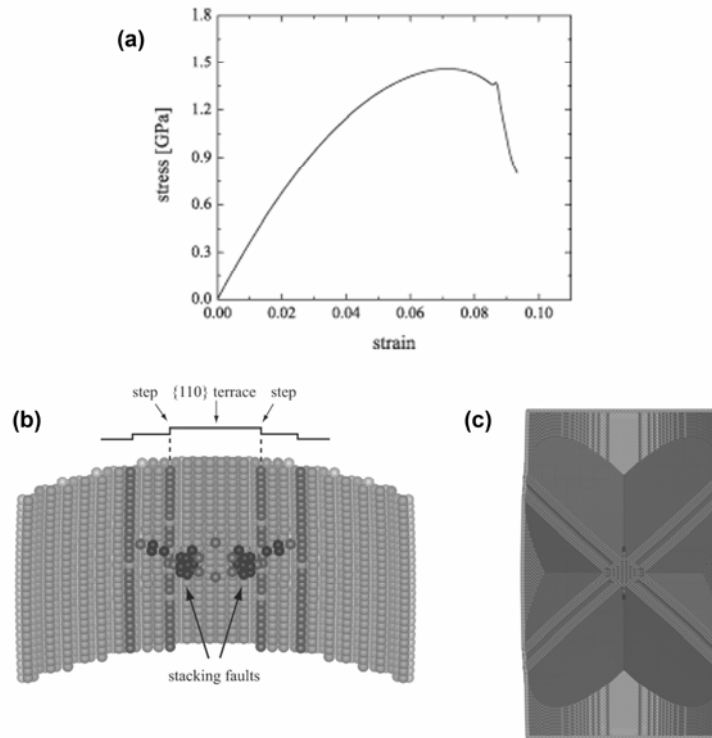 (a)
1.8
1.5
1.2
0.9
0.6
0.3
0.0
stress [GPa]
0.00 0.02 0.04 0.06 0.08 0.10
strain
(b)
step {110} terrace step
stacking faults
(c)